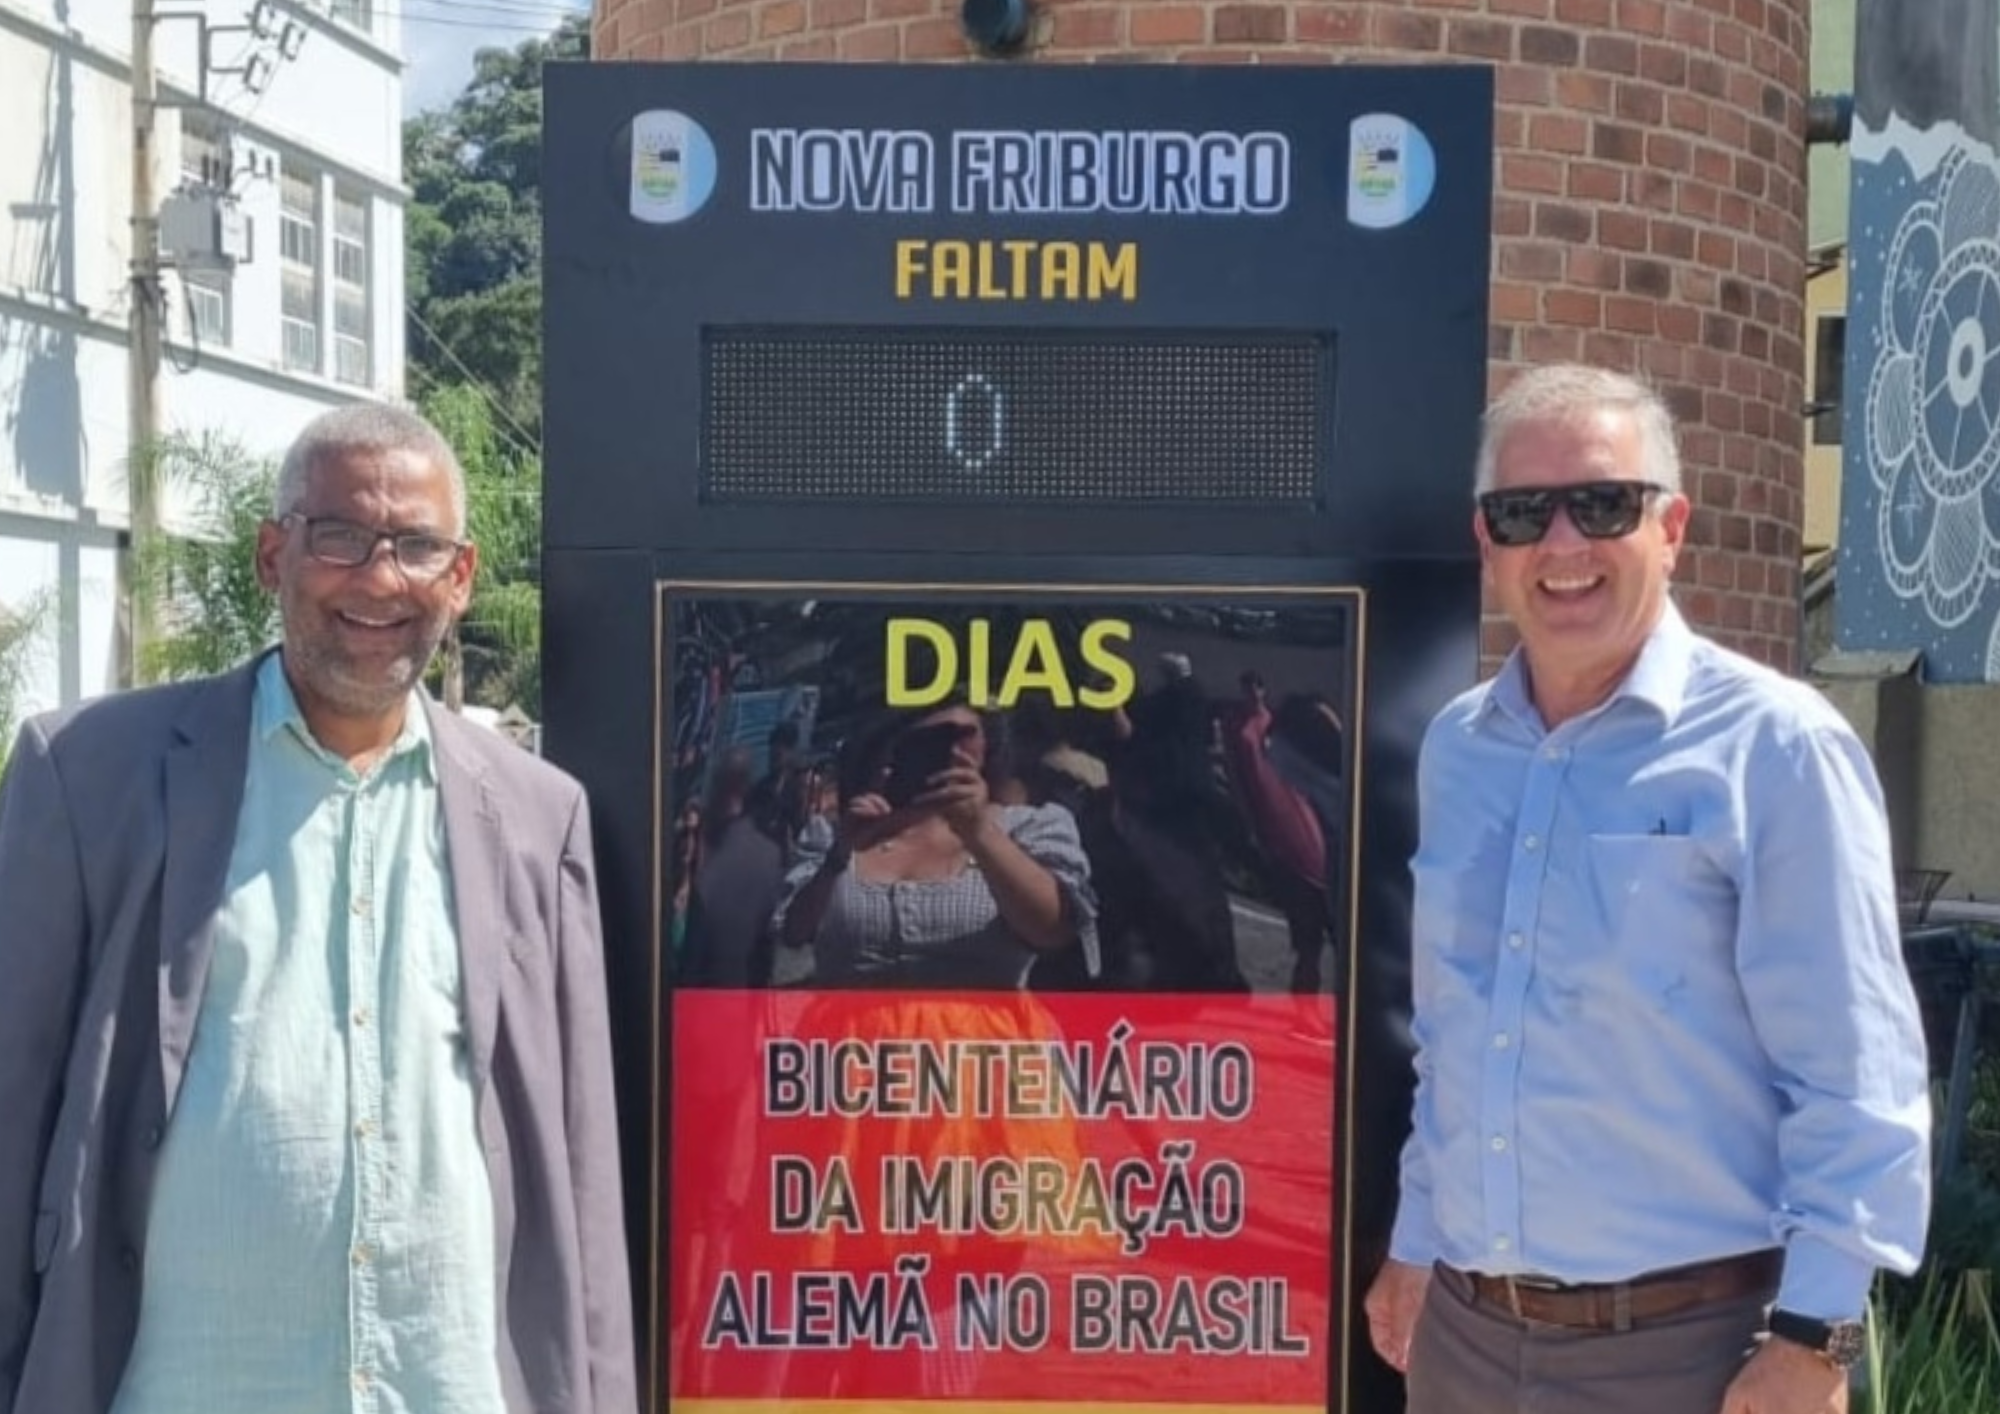 NOVA FRIBURGO
FALTAM
0
DIAS
BICENTENÁRIO
DA IMIGRAÇÃO
ALEMÃ NO BRASIL